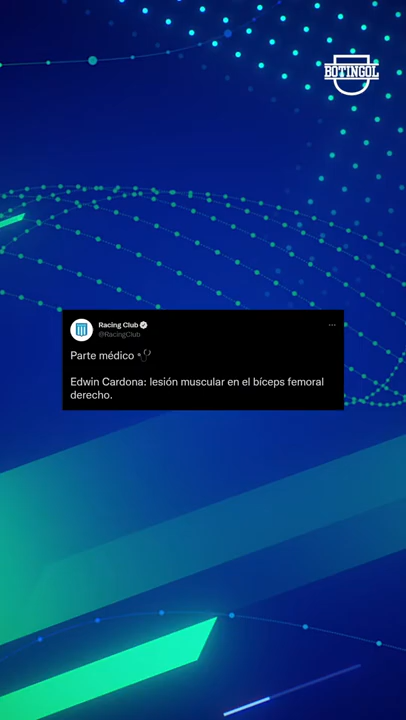 BOTINGOL
Racing Club
@RacingClub
Parte médico
Edwin Cardona: lesión muscular en el bíceps femoral
derecho.